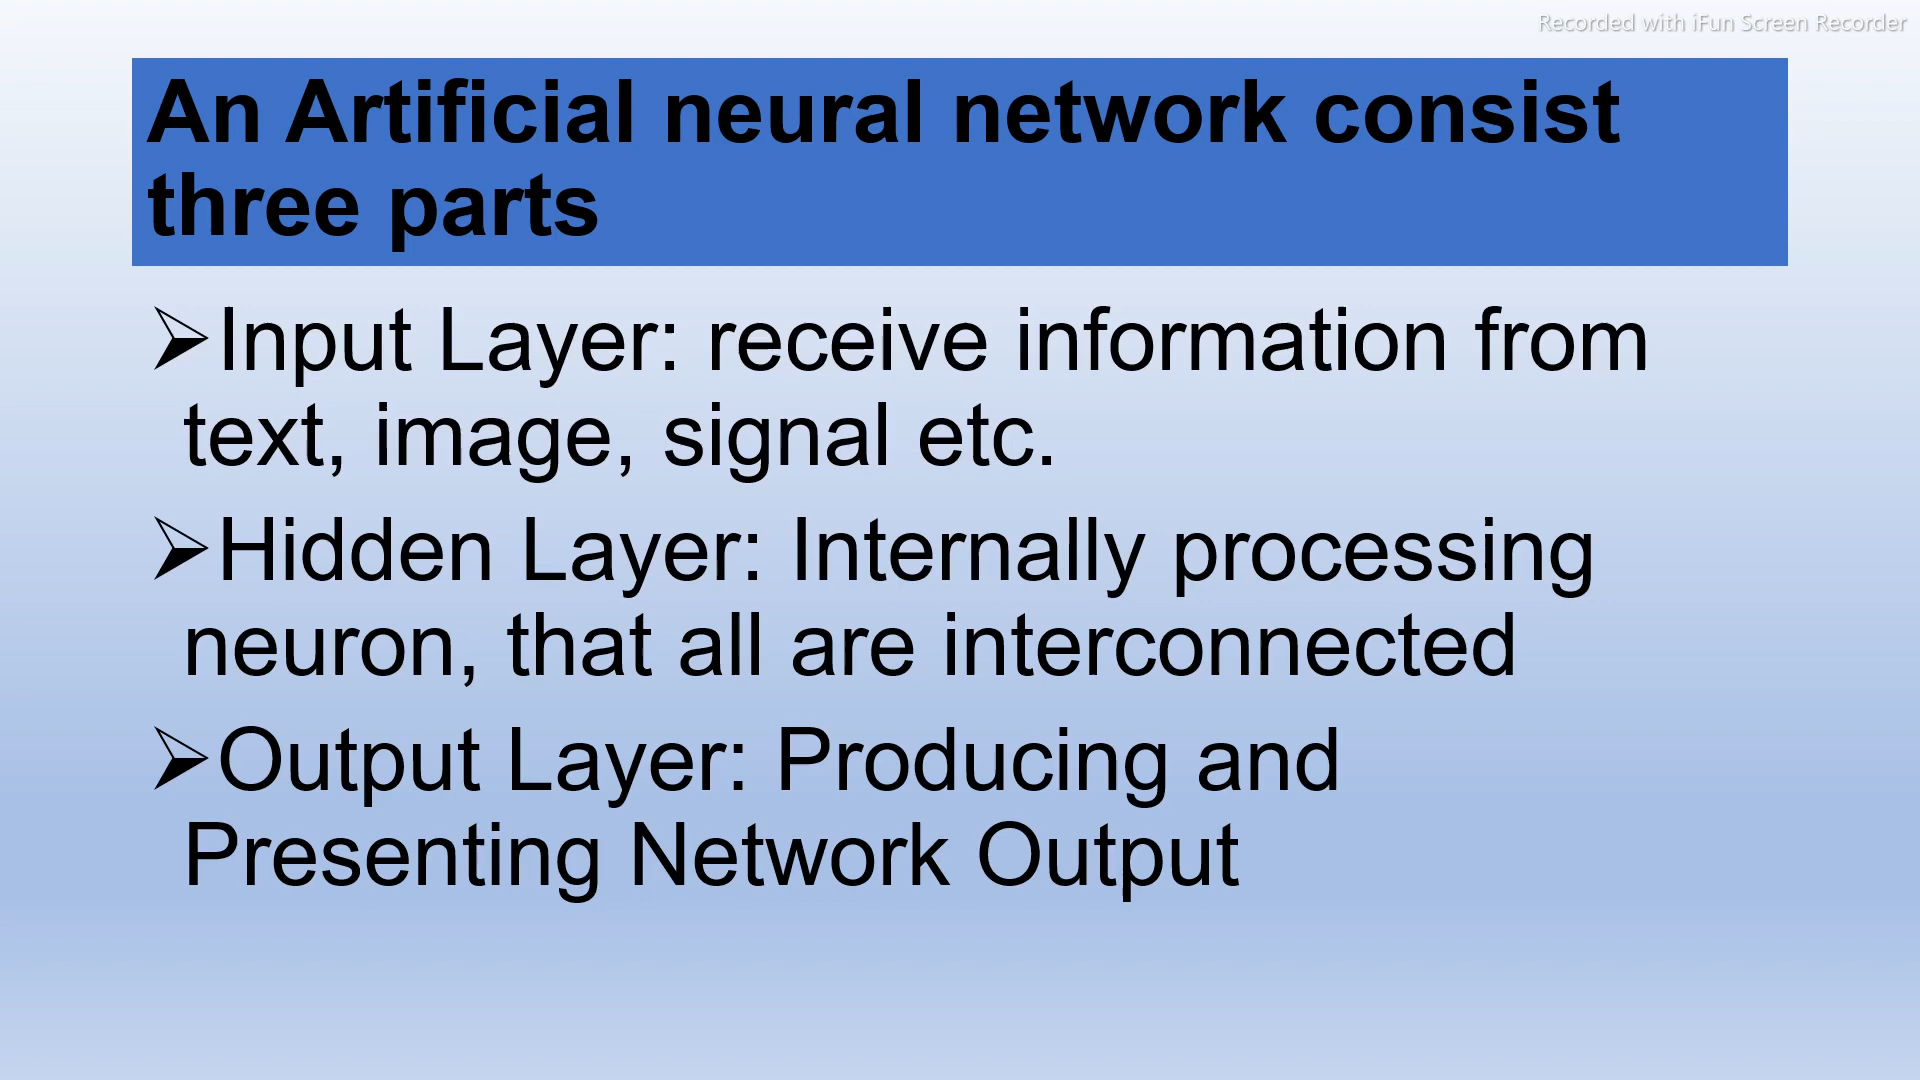 Recorded with iFun Screen Recorder
An Artificial neural network consist
three parts
➢Input Layer: receive information from
text, image, signal etc.
➢Hidden Layer: Internally processing
neuron, that all are interconnected
➢Output Layer: Producing and
Presenting Network Output